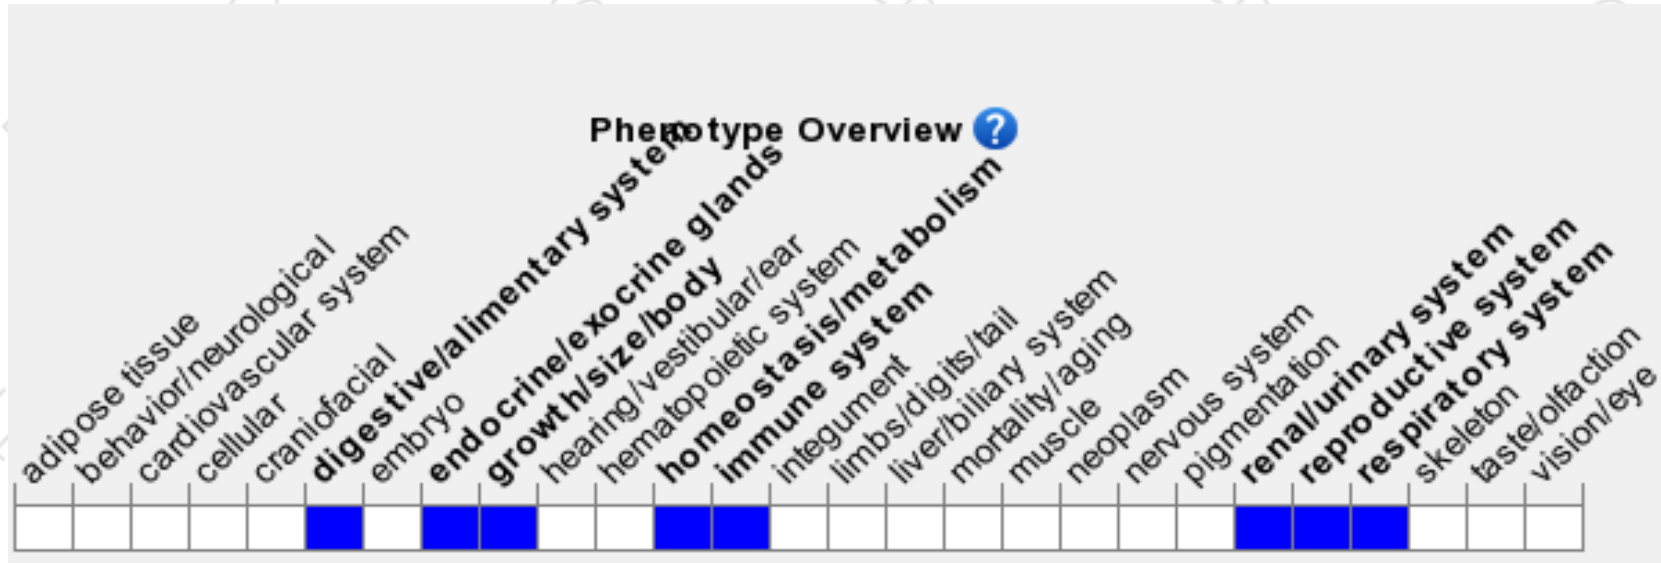 Phenotype Overview ?
adipose tissue
behavior/neurological
cardiovascular system
cellular
craniofacial
digestive/alimentary system
embryo
endocrine/exocrine glands
growth/size/body
hearing/vestibular/ear
hematopoietic system
homeostasis/metabolism
immune system
integument
limbs/digits/tail
liver/biliary system
mortality/aging
muscle
neoplasm
nervous system
pigmentation
renal/urinary system
reproductive system
respiratory system
skeleton
taste/olfaction
vision/eye